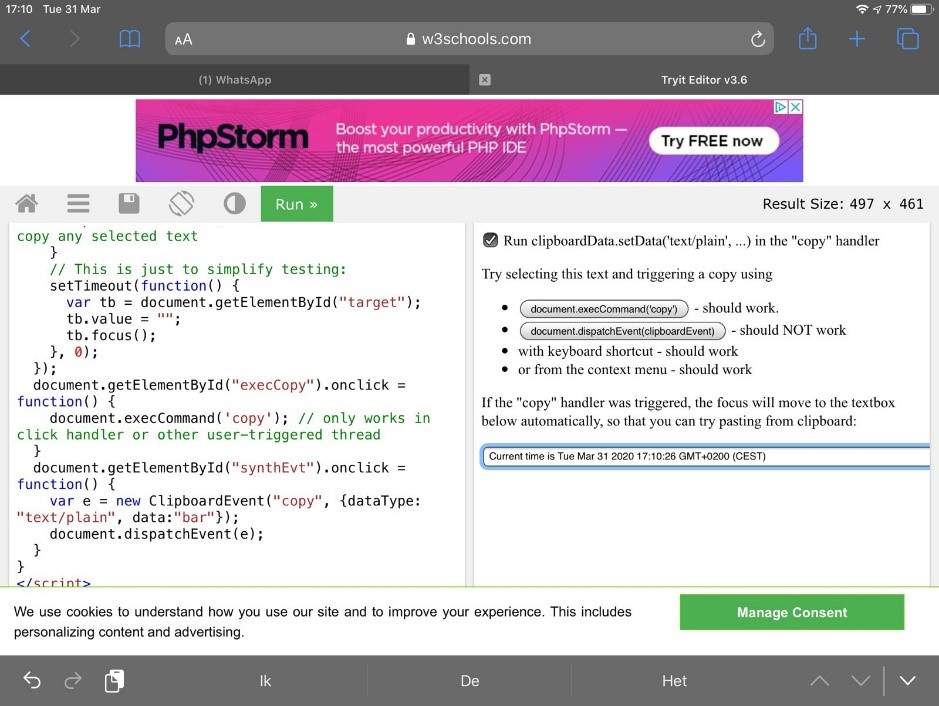 17:10 Tue 31 Mar
77%
AA
w3schools.com
(1) WhatsApp
Tryit Editor v3.6
PhpStorm
Boost your productivity with PhpStorm —
the most powerful PHP IDE
Try FREE now
Run »
Result Size: 497 x 461
copy any selected text
}
// This is just to simplify testing:
setTimeout(function() {
var tb = document.getElementById("target");
tb.value = "";
tb.focus();
}, 0);
});
document.getElementById("execCopy").onclick =
function() {
document.execCommand('copy'); // only works in
click handler or other user-triggered thread
}
document.getElementById("synthEvt").onclick =
function() {
var e = new ClipboardEvent("copy", {dataType:
"text/plain", data:"bar"});
document.dispatchEvent(e);
}
}
</script>
Run clipboardData.setData('text/plain', ...) in the "copy" handler
Try selecting this text and triggering a copy using
document.execCommand('copy') - should work.
document.dispatchEvent(clipboardEvent) - should NOT work
with keyboard shortcut - should work
or from the context menu - should work
If the "copy" handler was triggered, the focus will move to the textbox
below automatically, so that you can try pasting from clipboard:
Current time is Tue Mar 31 2020 17:10:26 GMT+0200 (CEST)
We use cookies to understand how you use our site and to improve your experience. This includes
personalizing content and advertising.
Manage Consent
Ik
De
Het